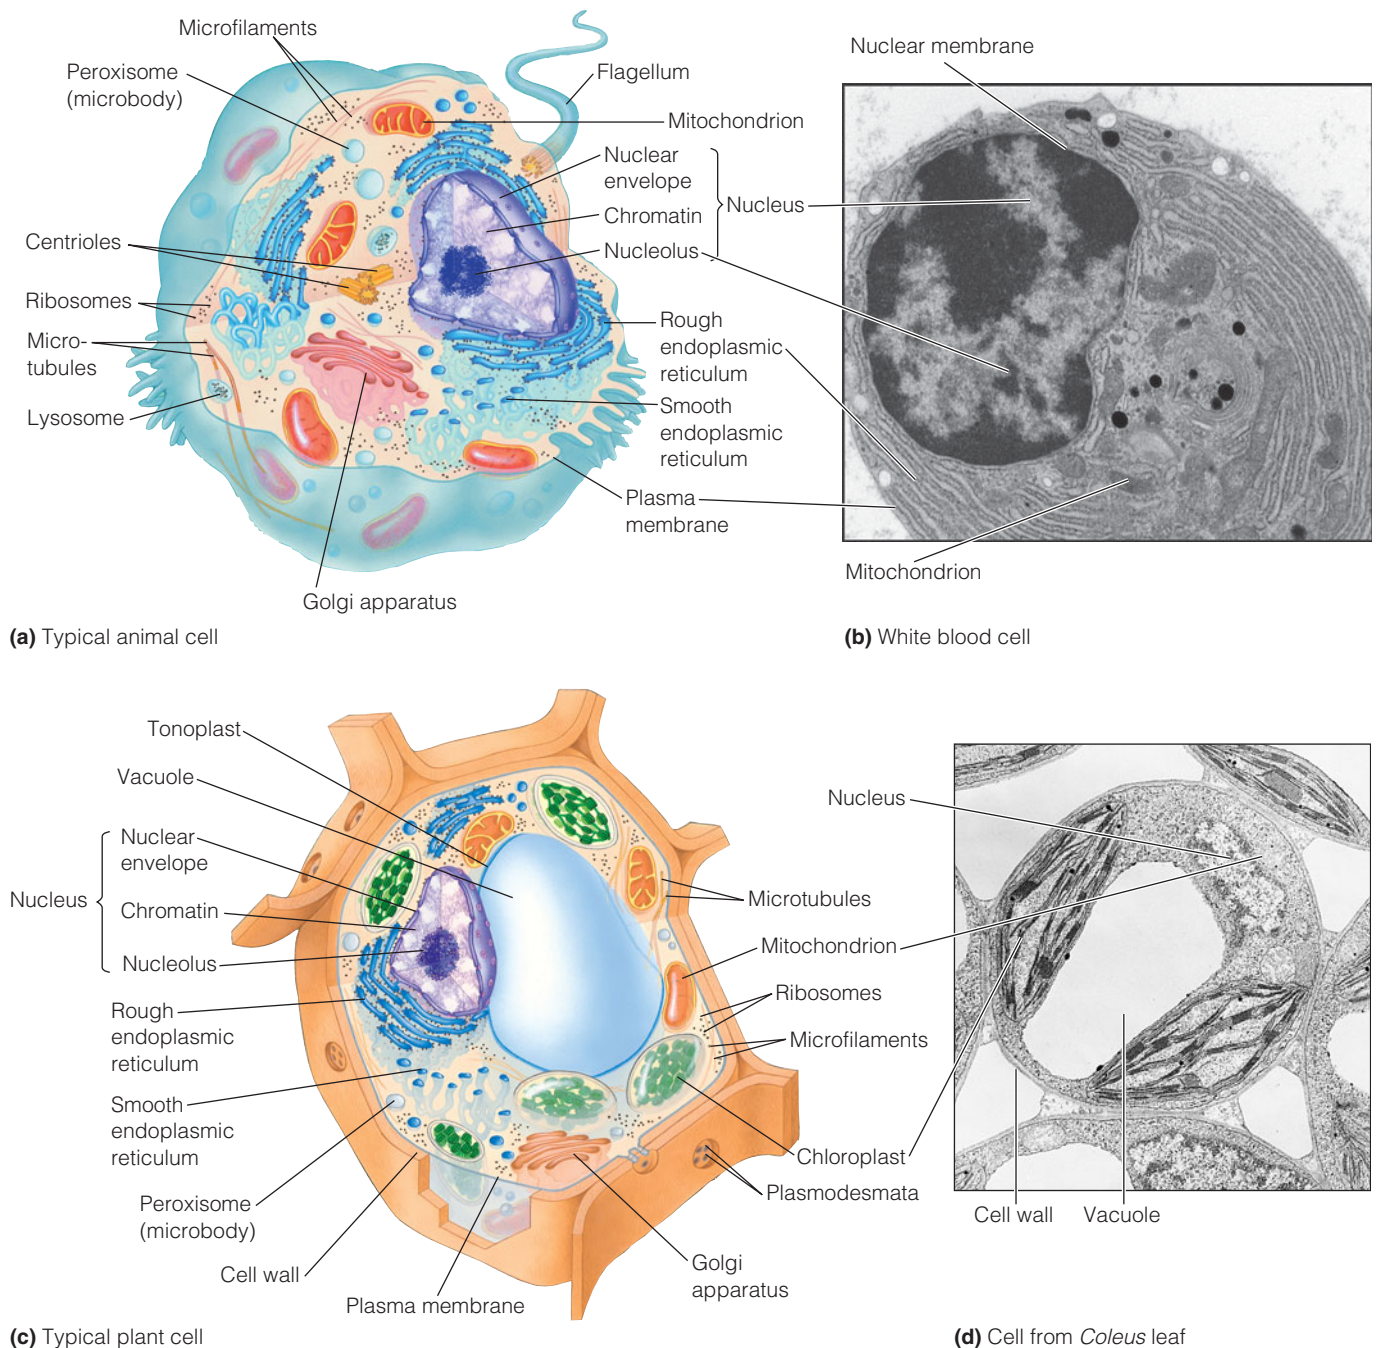 Microfilaments
Peroxisome
(microbody)
Flagellum
Mitochondrion
Nuclear
envelope
Chromatin
Nucleolus
Nucleus
Centrioles
Ribosomes
Micro-
tubules
Lysosome
Rough
endoplasmic
reticulum
Smooth
endoplasmic
reticulum
Plasma
membrane
Golgi apparatus
(a) Typical animal cell
Nuclear membrane
Mitochondrion
(b) White blood cell
Tonoplast
Vacuole
Nuclear
envelope
Nucleus
Chromatin
Nucleolus
Rough
endoplasmic
reticulum
Smooth
endoplasmic
reticulum
Peroxisome
(microbody)
Cell wall
Plasma membrane
Microtubules
Mitochondrion
Ribosomes
Microfilaments
Chloroplast
Plasmodesmata
Golgi
apparatus
(c) Typical plant cell
Nucleus
Cell wall
Vacuole
(d) Cell from Coleus leaf